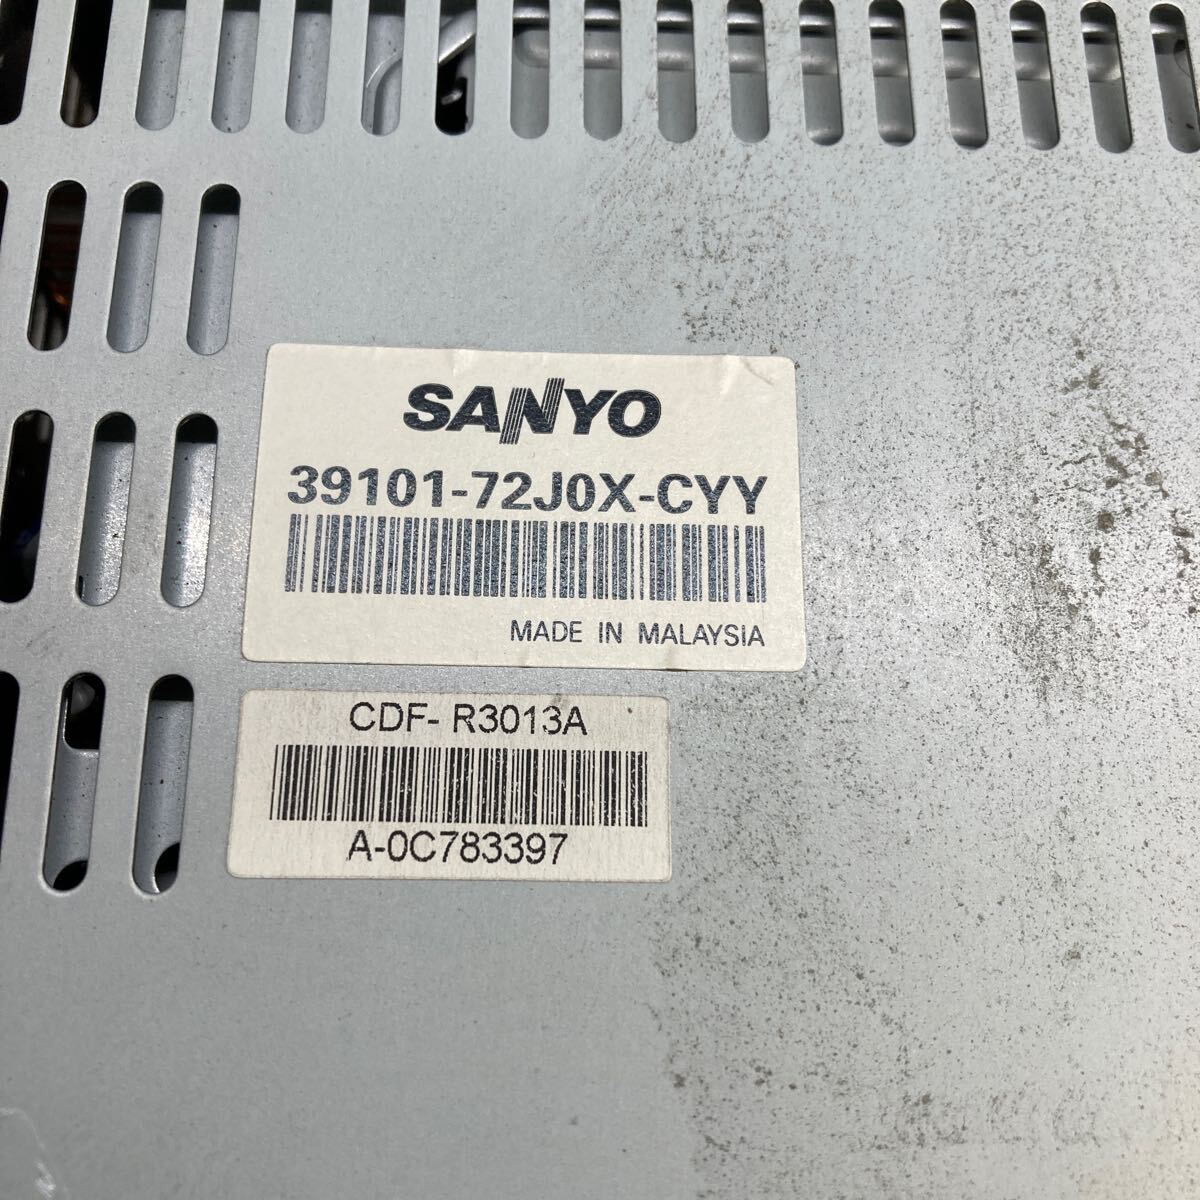 SANYO
39101-72J0X-CYY
MADE IN MALAYSIA
CDF- R3013A
A-0C783397